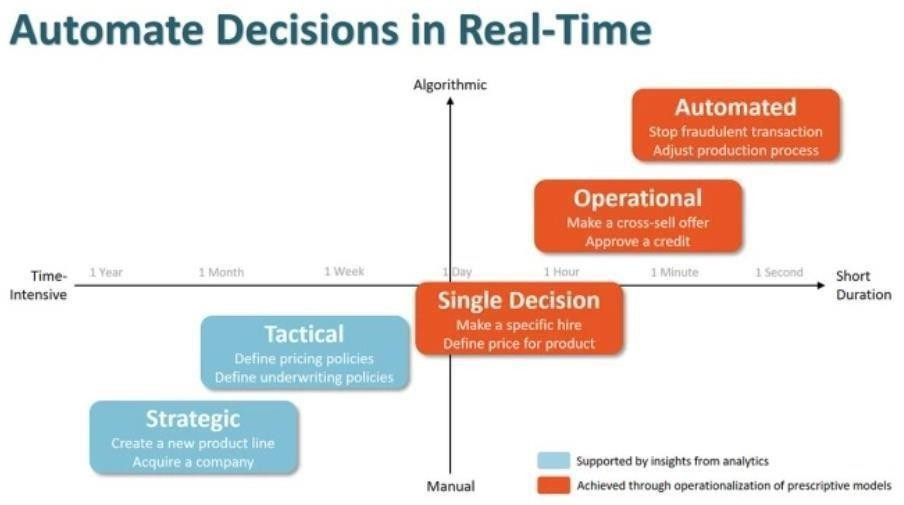 Automate Decisions in Real-Time
Algorithmic
Automated
Stop fraudulent transaction
Adjust production process
Operational
Make a cross-sell offer
Approve a credit
Time-
Intensive
1 Year
1 Month
1 Week
1 Day
1 Hour
1 Minute
1 Second
Short
Duration
Single Decision
Make a specific hire
Define price for product
Tactical
Define pricing policies
Define underwriting policies
Strategic
Create a new product line
Acquire a company
Manual
Supported by insights from analytics
Achieved through operationalization of prescriptive models